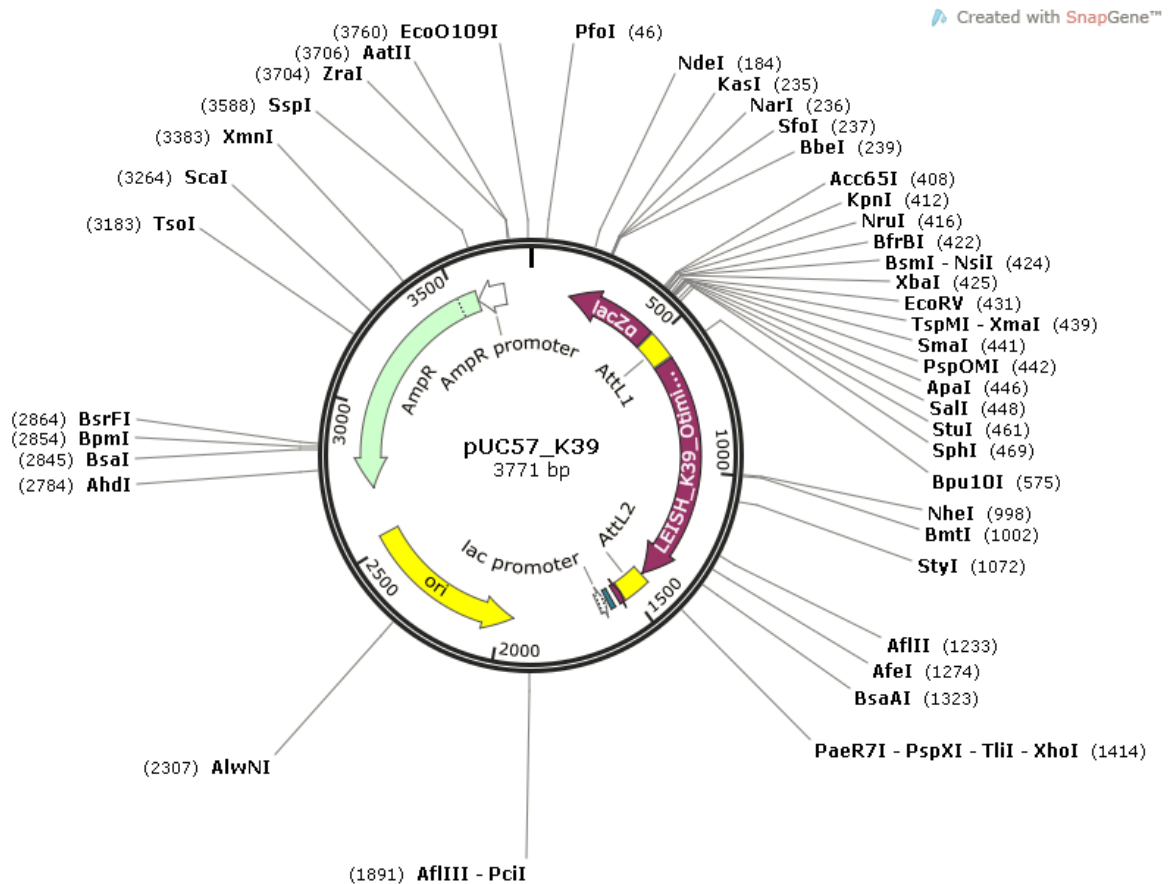 Created with SnapGene™
(3760) EcoO109I
PfoI (46)
(3706) AatII
(3704) ZraI
(3588) SspI
(3383) XmnI
(3264) ScaI
(3183) TsoI
NdeI (184)
KasI (235)
NarI (236)
SfoI (237)
BbeI (239)
Acc65I (408)
KpnI (412)
NruI (416)
BfrBI (422)
BsmI - NsiI (424)
XbaI (425)
EcoRV (431)
TspMI - XmaI (439)
SmaI (441)
PspOMI (442)
ApaI (446)
SalI (448)
StuI (461)
SphI (469)
Bpu10I (575)
NheI (998)
BmtI (1002)
StyI (1072)
AflII (1233)
AfeI (1274)
BsaAI (1323)
PaeR7I - PspXI - TliI - XhoI (1414)
(2864) BsrFI
(2854) BpmI
(2845) BsaI
(2784) AhdI
(2307) AlwNI
(1891) AflIII - PciI
500
1000
1500
2000
2500
3000
3500
lacZα
AttL1
LEISH_K39_Otimi...
AttL2
lac promoter
ori
AmpR
AmpR promoter
pUC57_K39
3771 bp